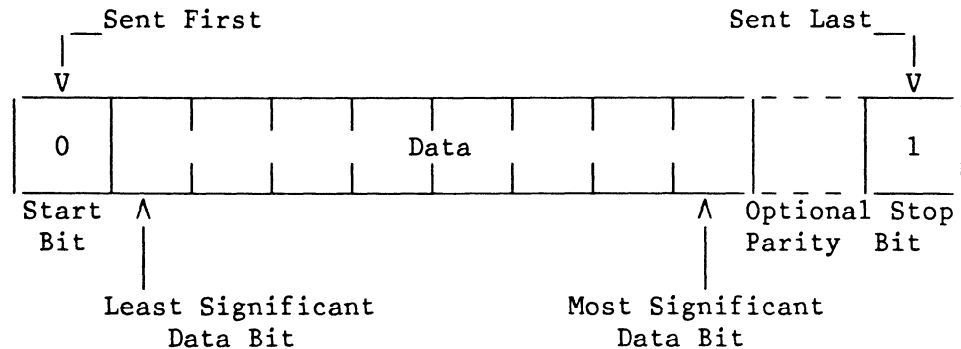 Sent First Sent Last
V V
0 Data 1
Start ʌ ʌ Optional Stop
Bit Parity Bit
Least Significant Most Significant
Data Bit Data Bit